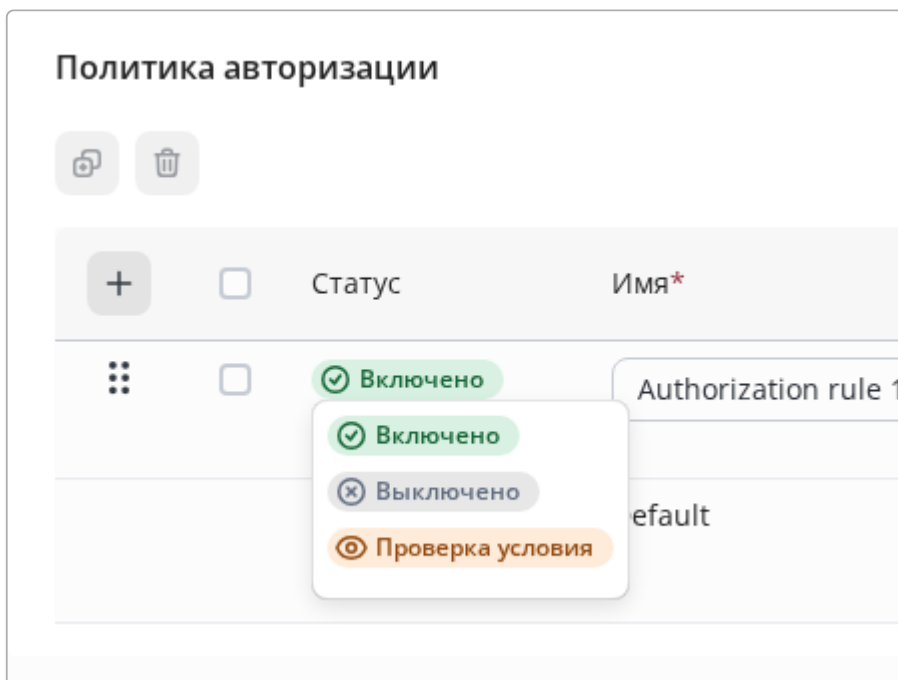 Политика авторизации
Статус Имя*
Включено Authorization rule 1
Включено
Выключено
efault
Проверка условия